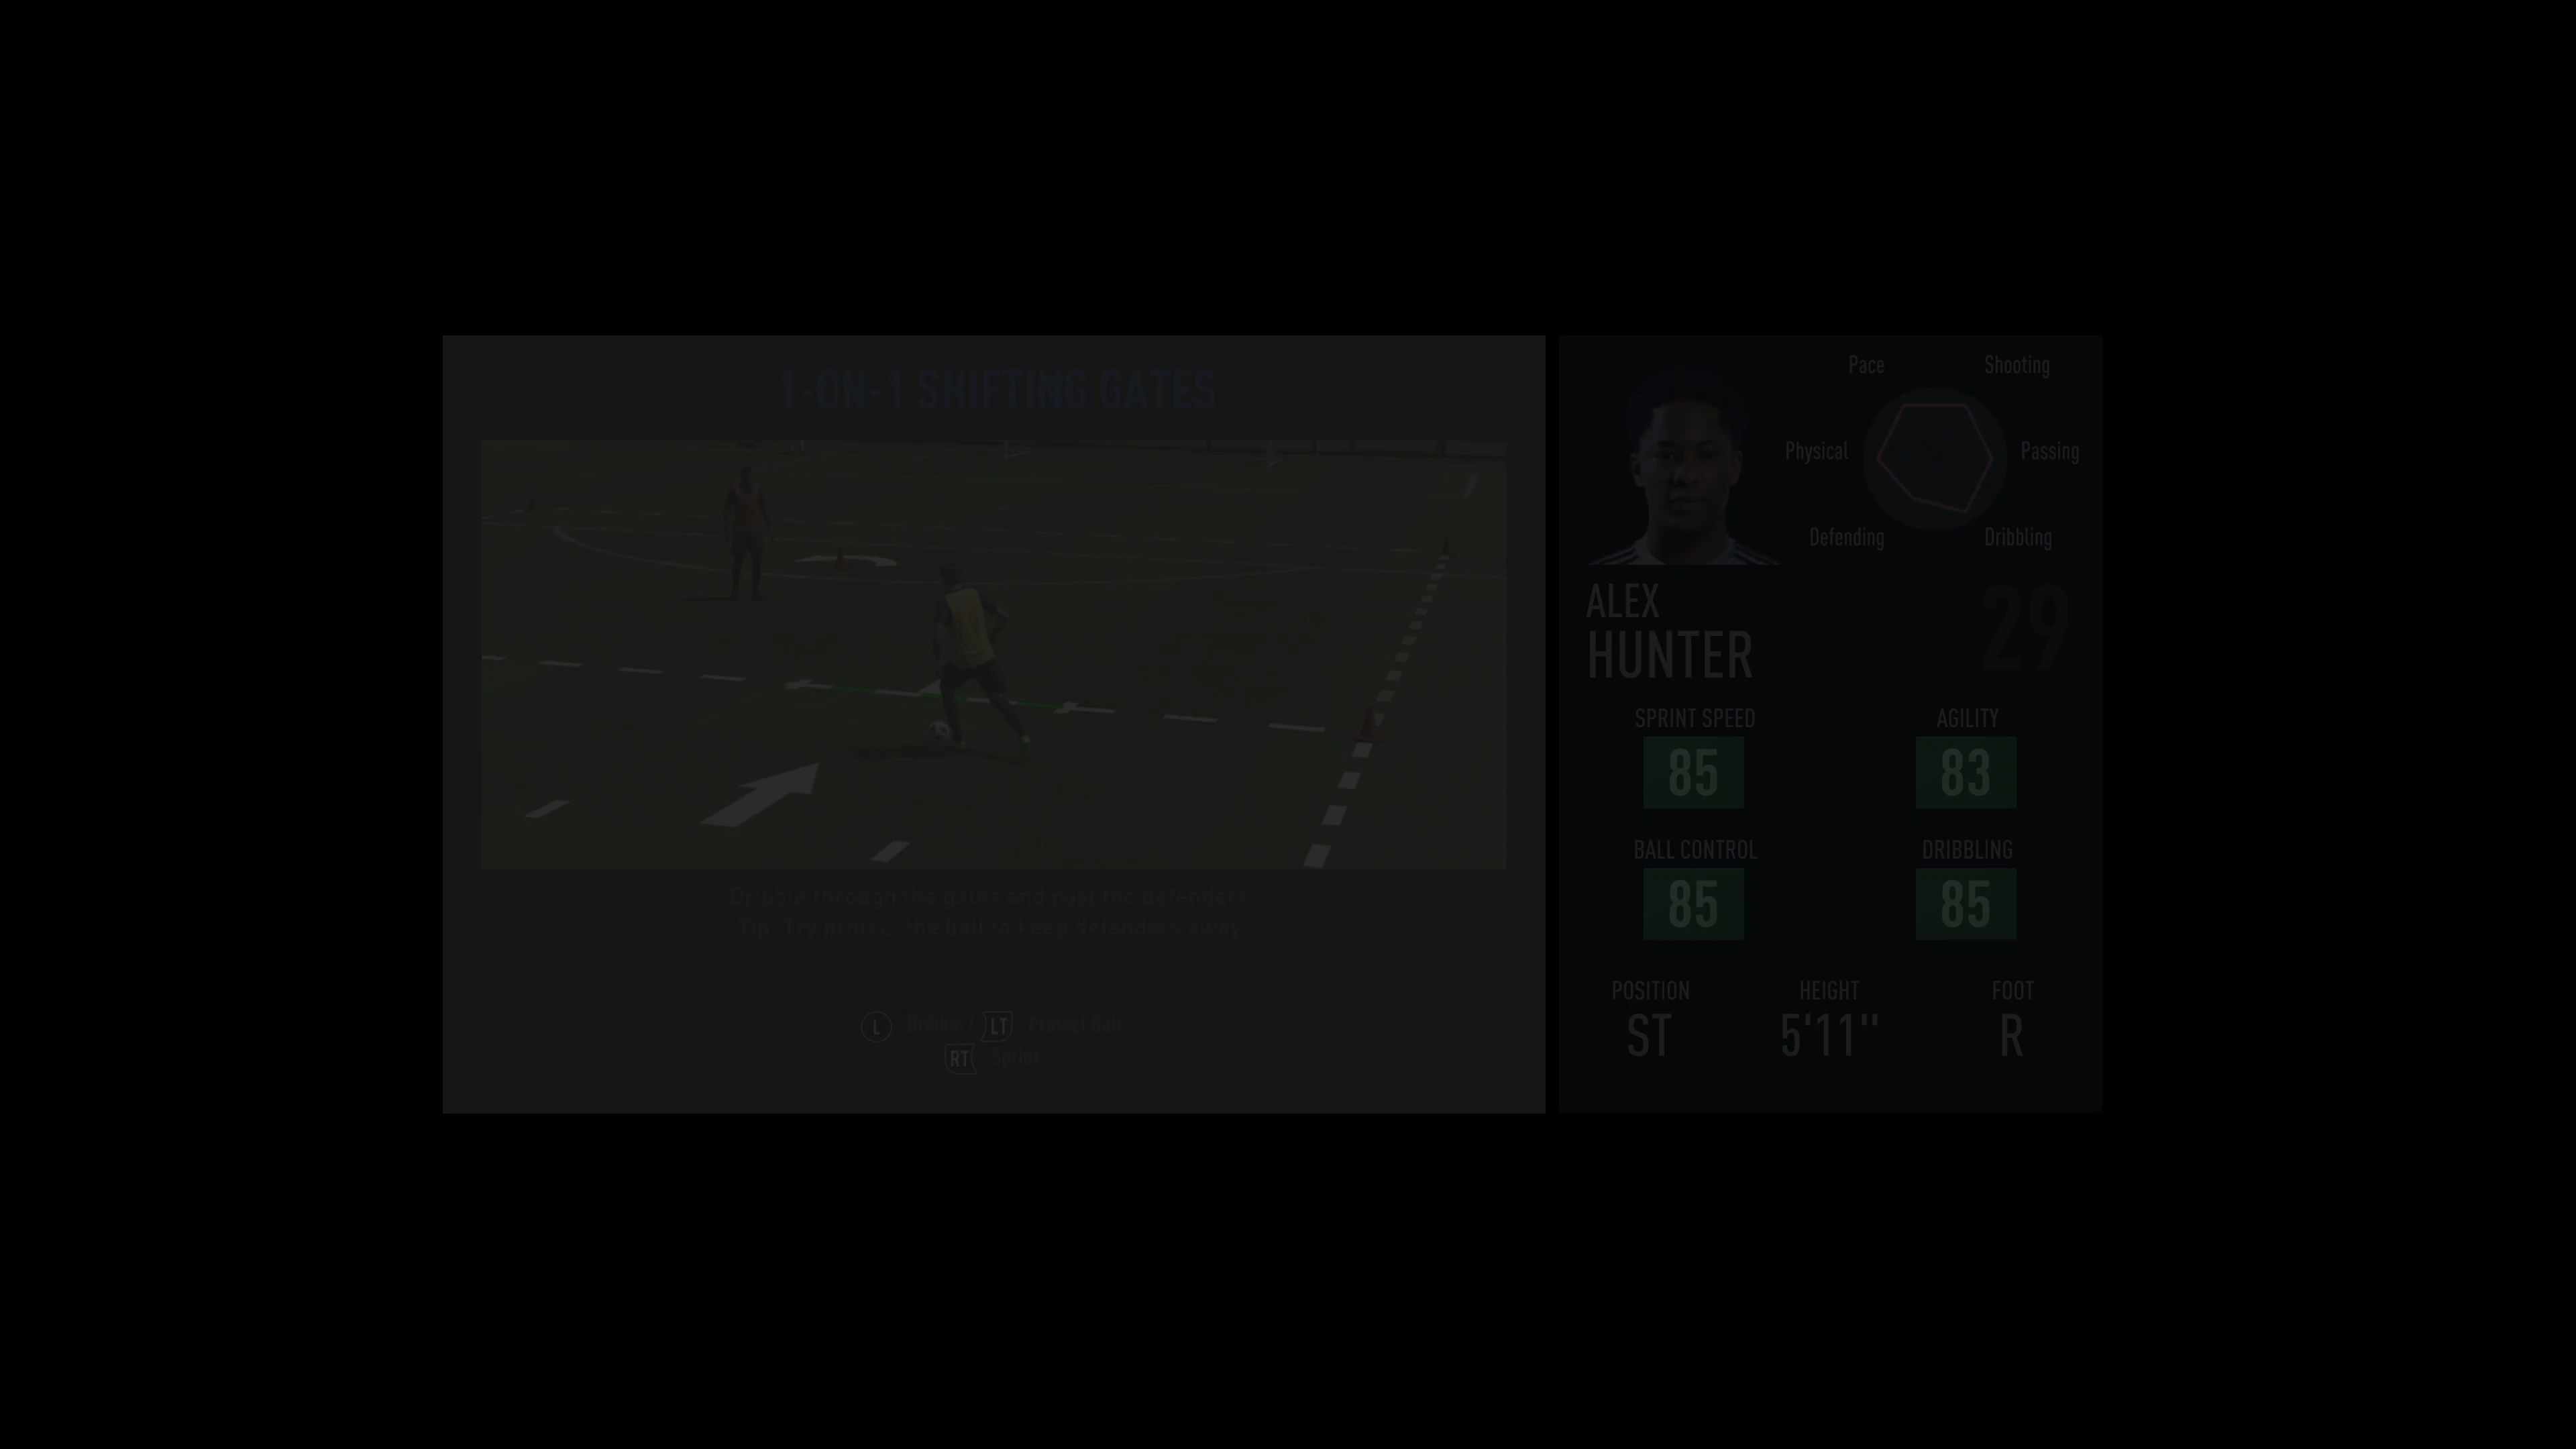 1-ON-1 SHIFTING GATES
Dribble through the gates and past the defenders.
Tip: Try protect the ball to keep defenders away
L - Dribble / LT - Protect Ball
RT - Sprint
Pace
Shooting
Physical
Passing
Defending
Dribbling
ALEX
HUNTER
29
SPRINT SPEED
AGILITY
85
83
BALL CONTROL
DRIBBLING
85
85
POSITION
HEIGHT
FOOT
ST
5'11"
R